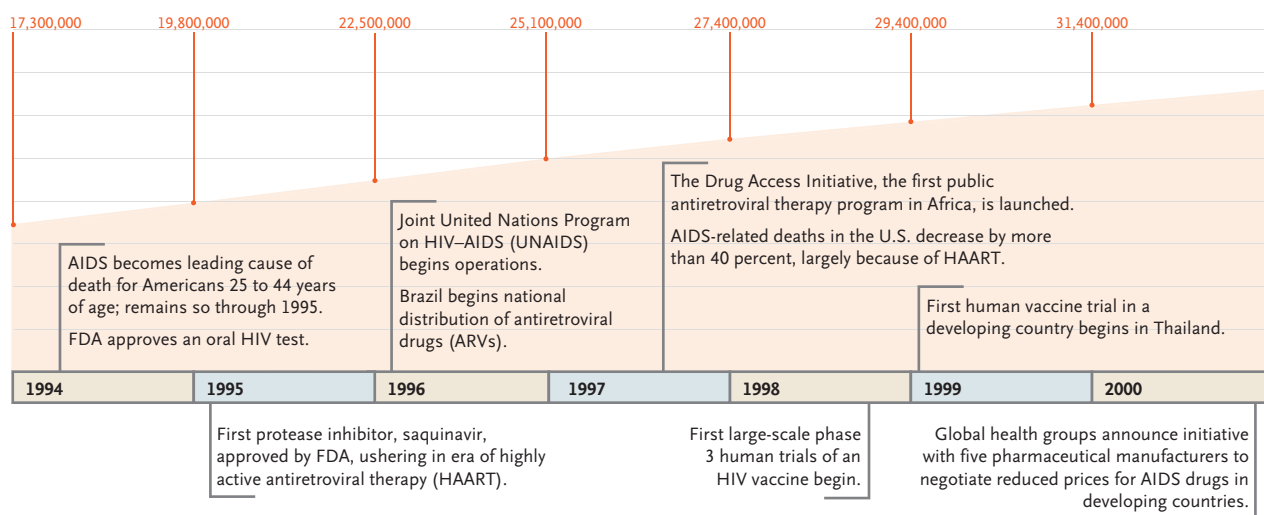 17,300,000
19,800,000
22,500,000
25,100,000
27,400,000
29,400,000
31,400,000
The Drug Access Initiative, the first public
antiretroviral therapy program in Africa, is launched.
AIDS-related deaths in the U.S. decrease by more
than 40 percent, largely because of HAART.
Joint United Nations Program
on HIV–AIDS (UNAIDS)
begins operations.
Brazil begins national
distribution of antiretroviral
drugs (ARVs).
AIDS becomes leading cause of
death for Americans 25 to 44 years
of age; remains so through 1995.
FDA approves an oral HIV test.
First human vaccine trial in a
developing country begins in Thailand.
1994
1995
1996
1997
1998
1999
2000
First protease inhibitor, saquinavir,
approved by FDA, ushering in era of highly
active antiretroviral therapy (HAART).
First large-scale phase
3 human trials of an
HIV vaccine begin.
Global health groups announce initiative
with five pharmaceutical manufacturers to
negotiate reduced prices for AIDS drugs in
developing countries.